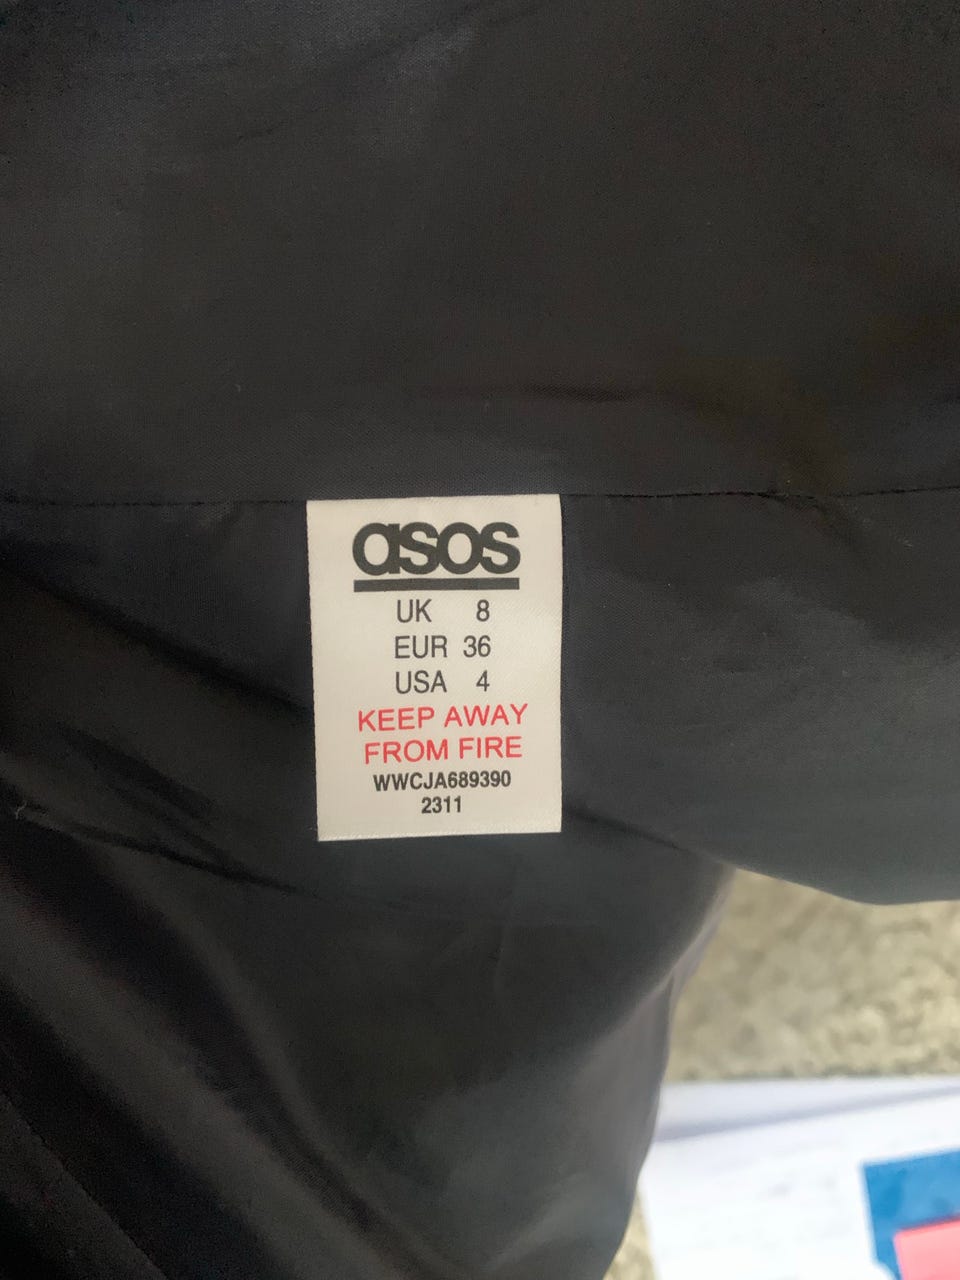 asos
UK 8
EUR 36
USA 4
KEEP AWAY
FROM FIRE
WWCJA689390
2311